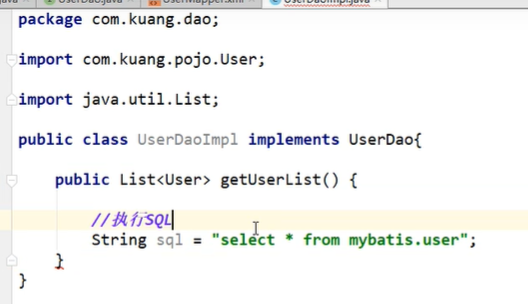 UserDao.java
UserMapper.xml
UserDaoImpl.java
package com.kuang.dao;
import com.kuang.pojo.User;
import java.util.List;
public class UserDaoImpl implements UserDao{
public List<User> getUserList() {
//执行SQL
String sql = "select * from mybatis.user";
}
}